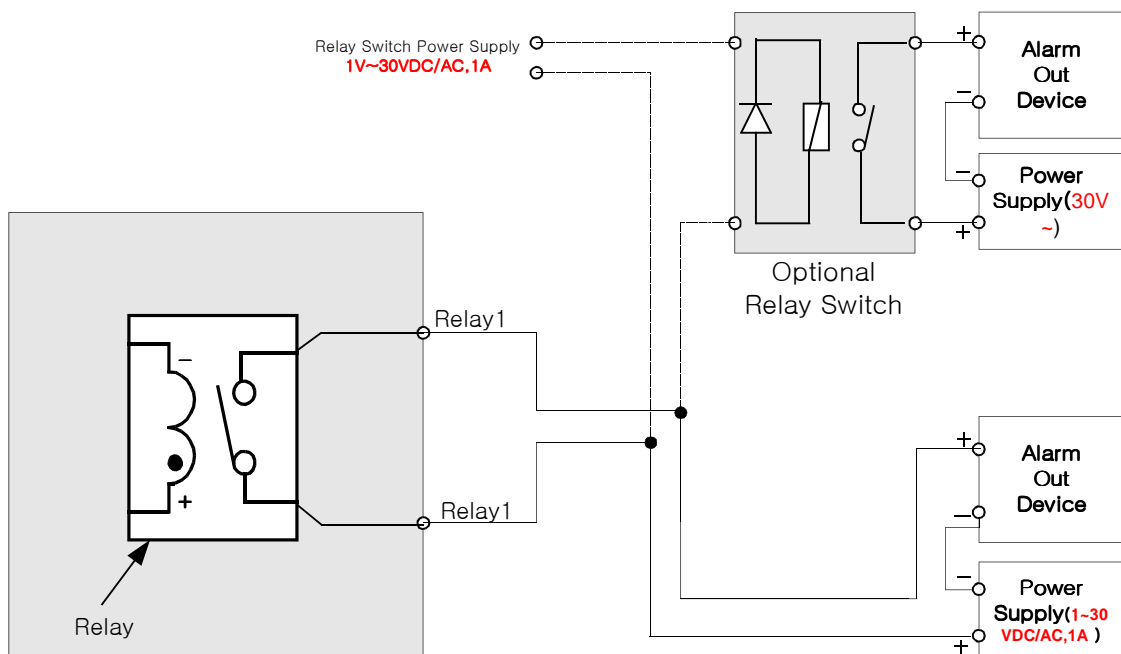 Relay Switch Power Supply
1V~30VDC/AC,1A
+
Alarm
Out
Device
−
−
Power
Supply(30V
~)
+
Optional
Relay Switch
Relay1
−
+
Relay1
Relay
+
Alarm
Out
Device
−
−
Power
Supply(1~30
VDC/AC,1A )
+